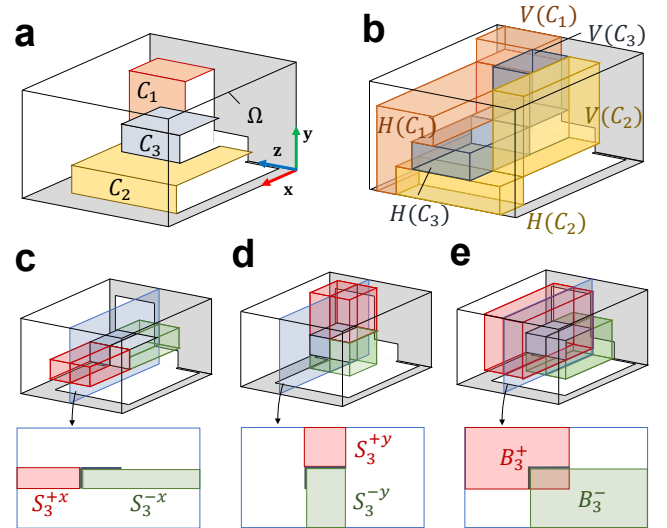 a
C₁
C₃
C₂
Ω
y
z
x
b
V(C₁)
V(C₃)
V(C₂)
H(C₁)
H(C₃)
H(C₂)
c
S₃⁺ˣ
S₃⁻ˣ
d
S₃⁺ʸ
S₃⁻ʸ
e
B₃⁺
B₃⁻